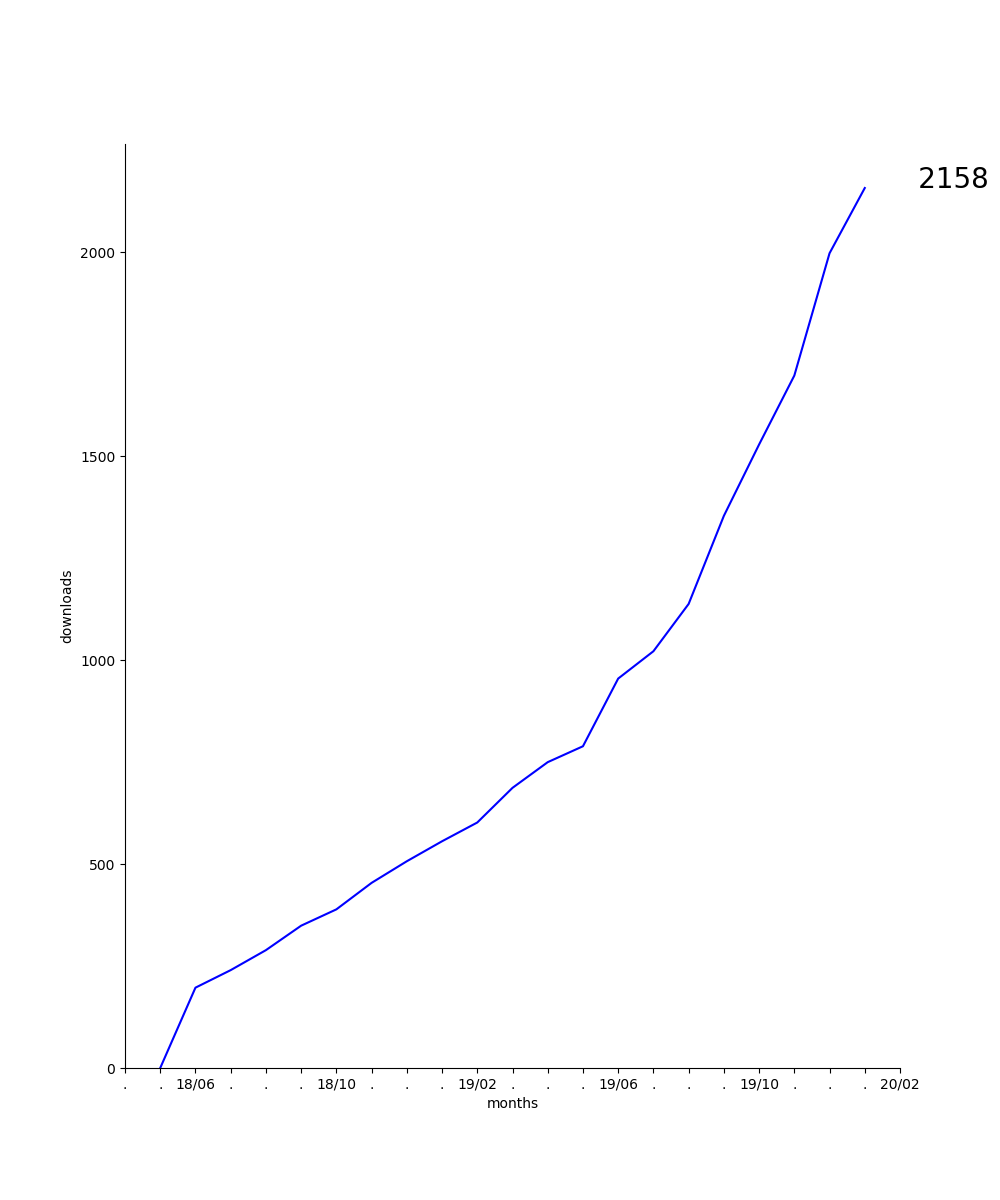 2158
2000
1500
downloads
1000
500
0
. . 18/06 . . . 18/10 . . . 19/02 . . . 19/06 . . . 19/10 . . . 20/02
months